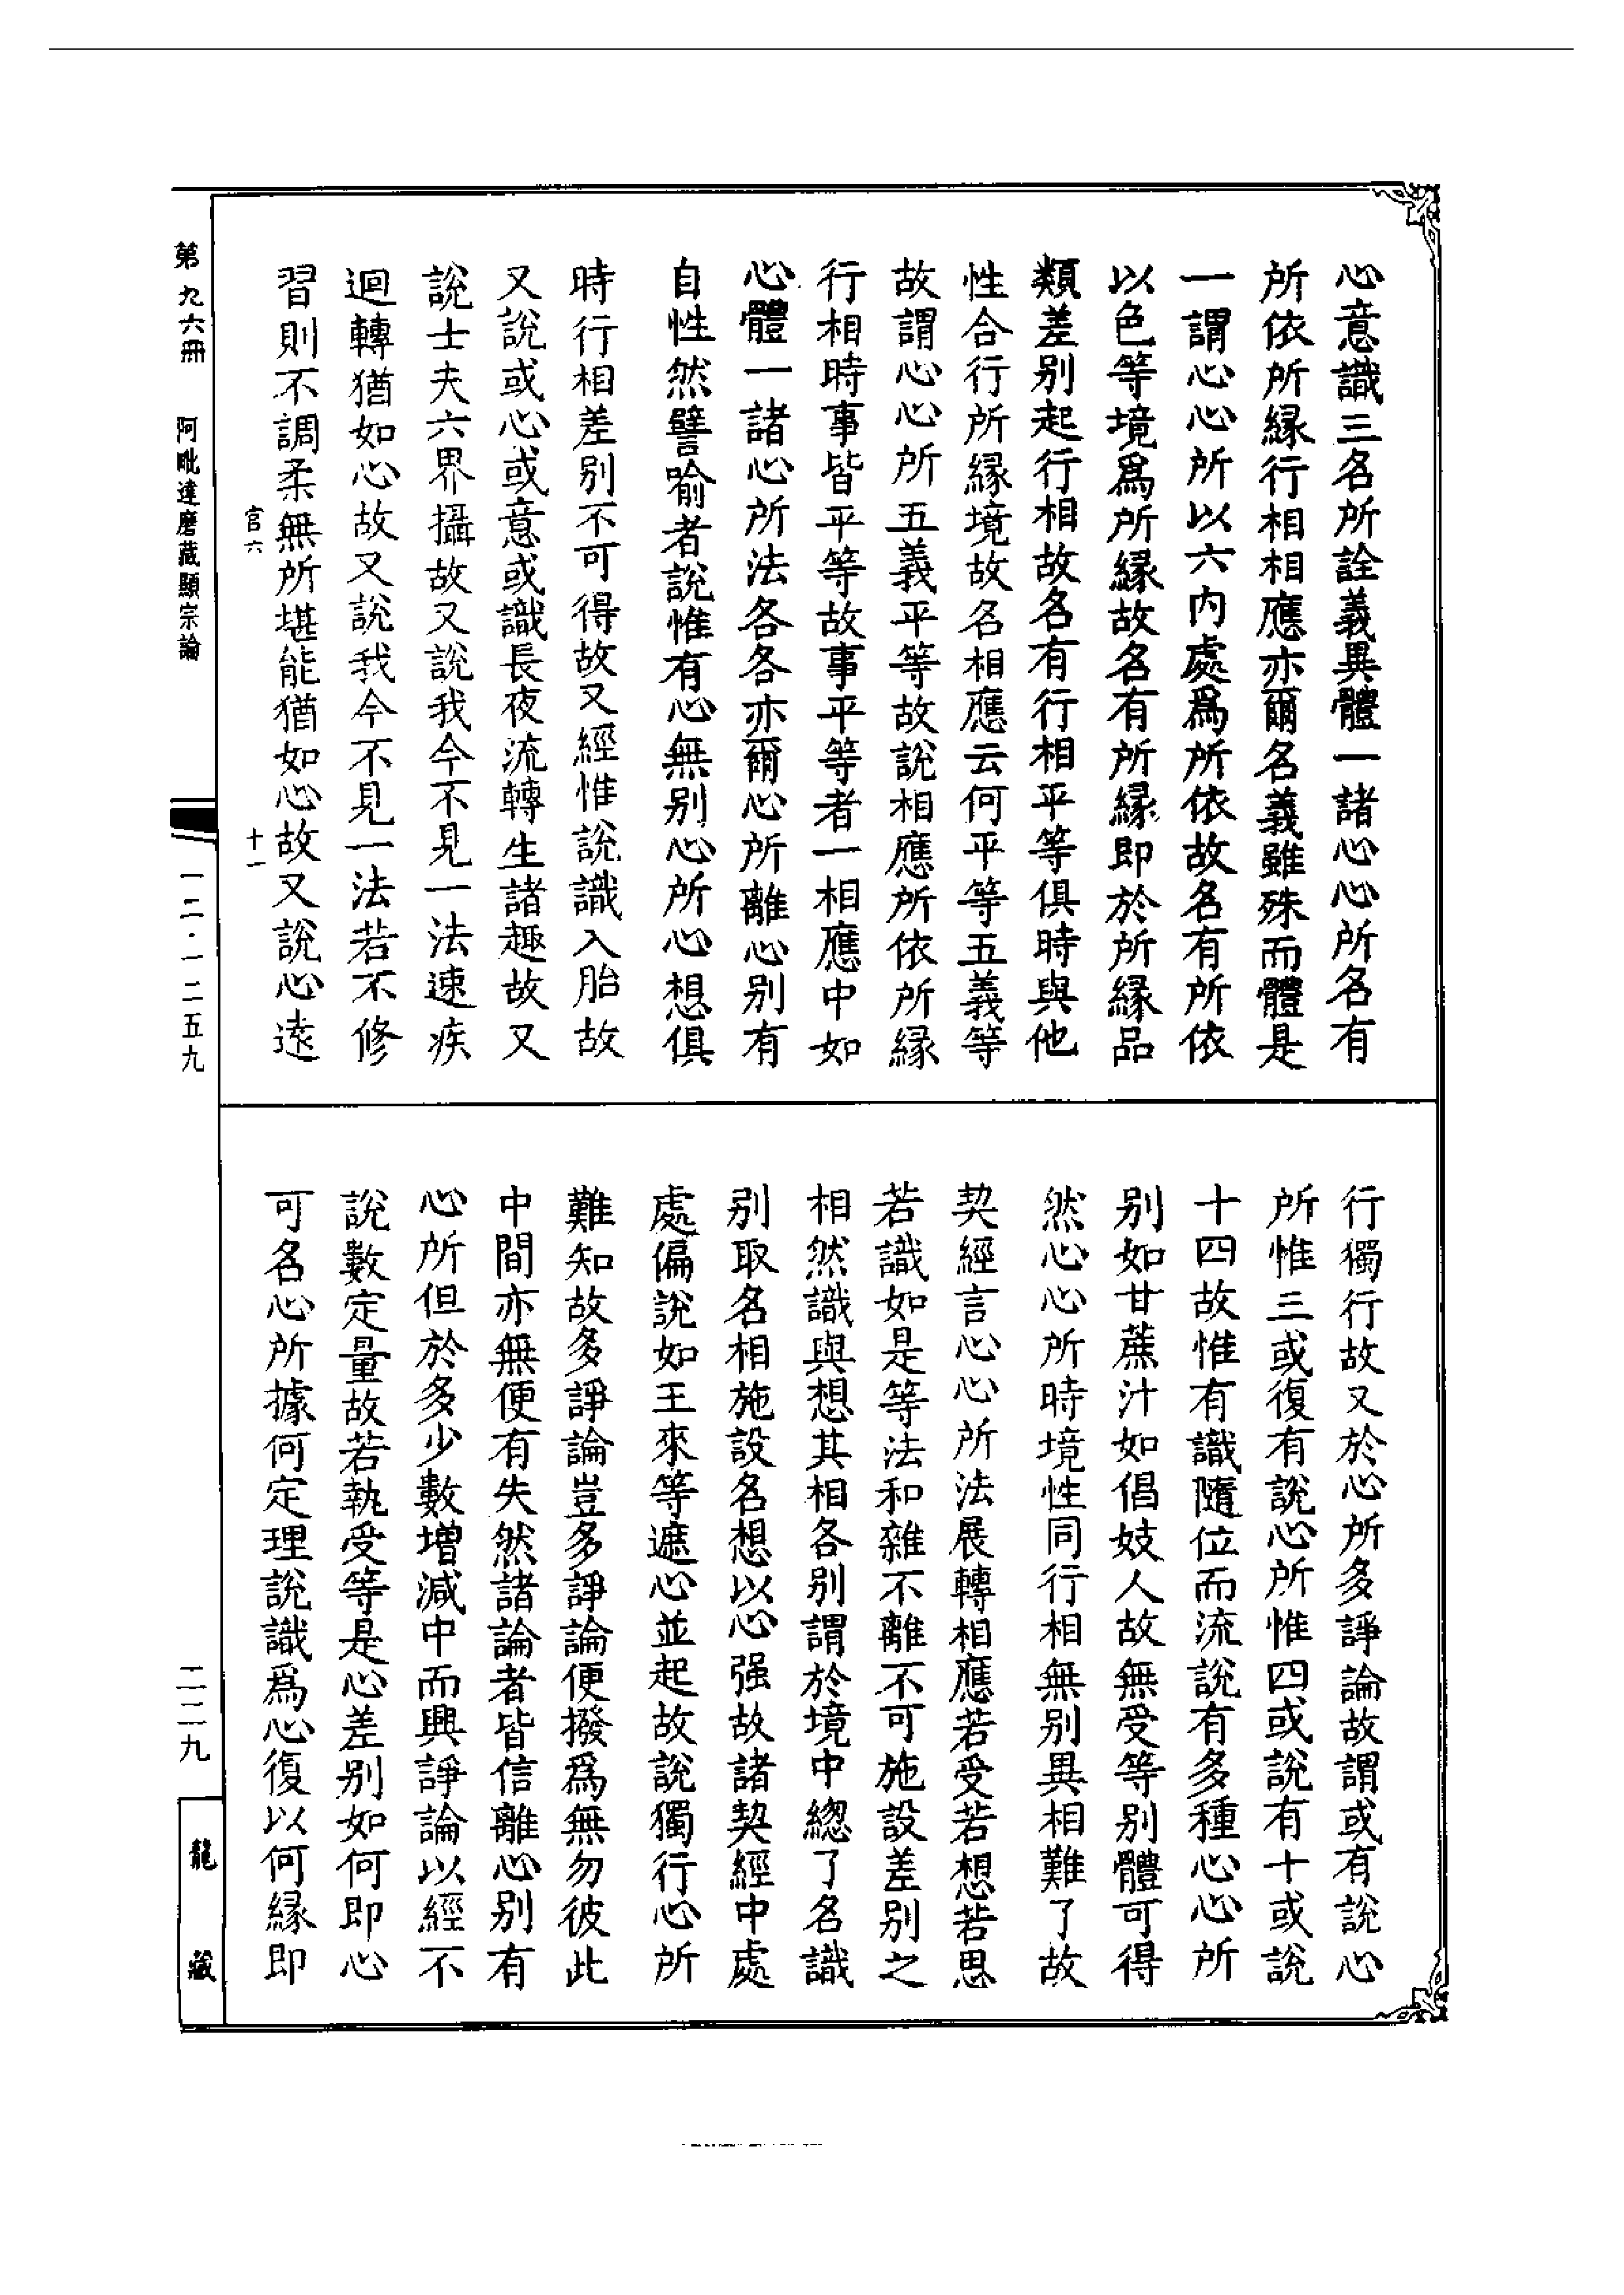 心意識三名所詮義異體一諸心心所名有
所依所縁行相相應亦爾名義雖殊而體是
一謂心心所以六内處爲所依故名有所依
以色等境爲所縁故名有所縁即於所縁品
類差别起行相故名有行相平等俱時與他
性合行所縁境故名相應云何平等五義等
故謂心心所五義平等故說相應所依所縁
行相時事皆平等故事平等者一相應中如
心體一諸心所法各各亦爾心所離心别有
自性然譬喻者說惟有心無别心所心想俱
時行相差别不可得故又經惟說識入胎故
又說或心或意或識長夜流轉生諸趣故又
說士夫六界攝故又說我今不見一法速疾
迴轉猶如心故又說我今不見一法若不修
習則不調柔無所堪能猶如心故又說心遠
官六
十一
行獨行故又於心所多諍論故謂或有說心
所惟三或復有說心所惟四或說有十或說
十四故惟有識隨位而流說有多種心心所
别如甘蔗汁如倡妓人故無受等别體可得
然心心所時境性同行相無别異相難了故
契經言心心所法展轉相應若受若想若思
若識如是等法和雜不離不可施設差别之
相然識與想其相各别謂於境中緫了名識
别取名相施設名想以心强故諸契經中處
處偏說如王來等遮心並起故說獨行心所
難知故多諍論豈多諍論便撥爲無勿彼此
中間亦無便有失然諸論者皆信離心别有
心所但於多少數增減中而興諍論以經不
說數定量故若執受等是心差别如何即心
可名心所據何定理說識爲心復以何縁即
第九六冊
阿毗達磨藏顯宗論
一二·一二五九
二二九
龍藏